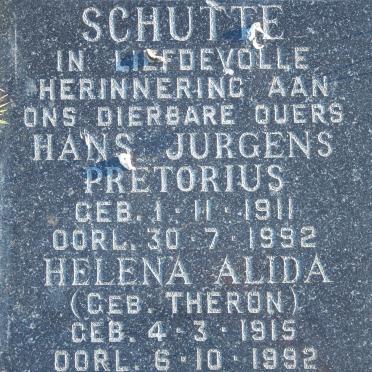 SCHUTTE
IN LIEFDEVOLLE
HERINNERING AAN
ONS DIERBARE OUERS
HANS JURGENS
PRETORIUS
GEB. 1·11·1911
OORL. 30·7·1992
HELENA ALIDA
(GEB. THERON)
GEB. 4·3·1915
OORL. 6·10·1992